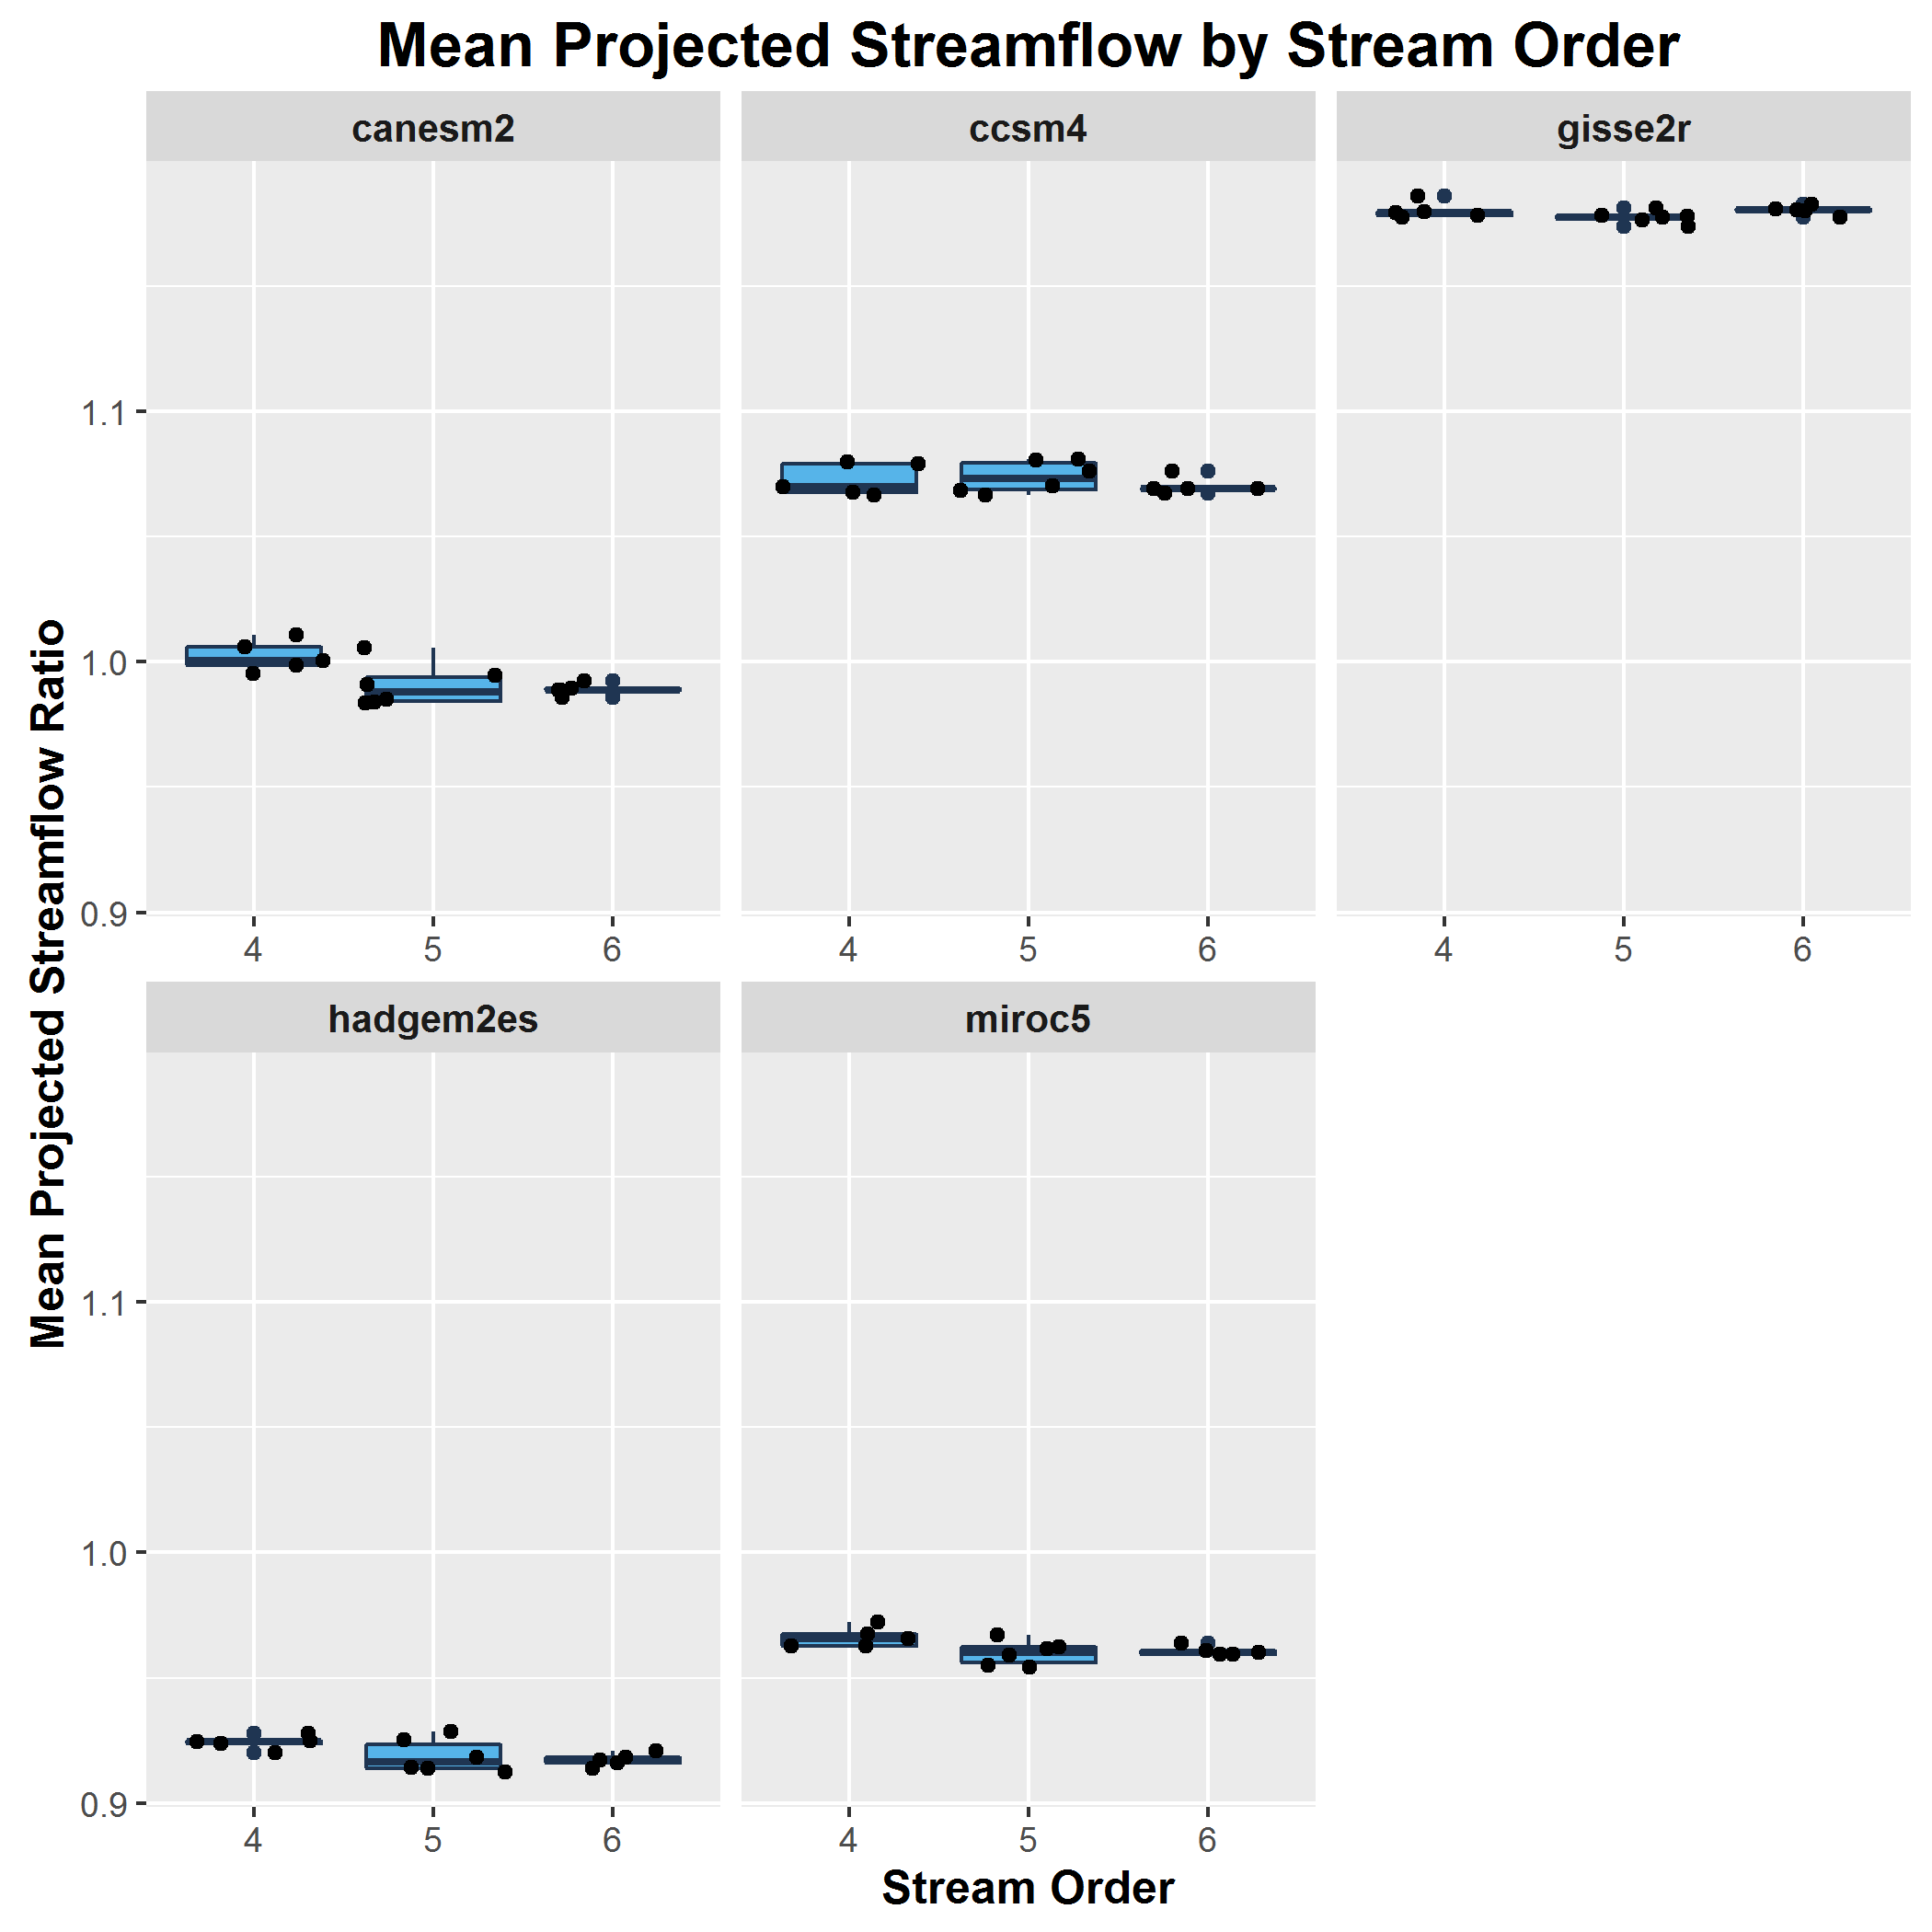 Mean Projected Streamflow by Stream Order
canesm2
ccsm4
gisse2r
Mean Projected Streamflow Ratio
1.1
1.0
0.9
4 5 6
4 5 6
4 5 6
hadgem2es
miroc5
1.1
1.0
0.9
4 5 6
4 5 6
Stream Order